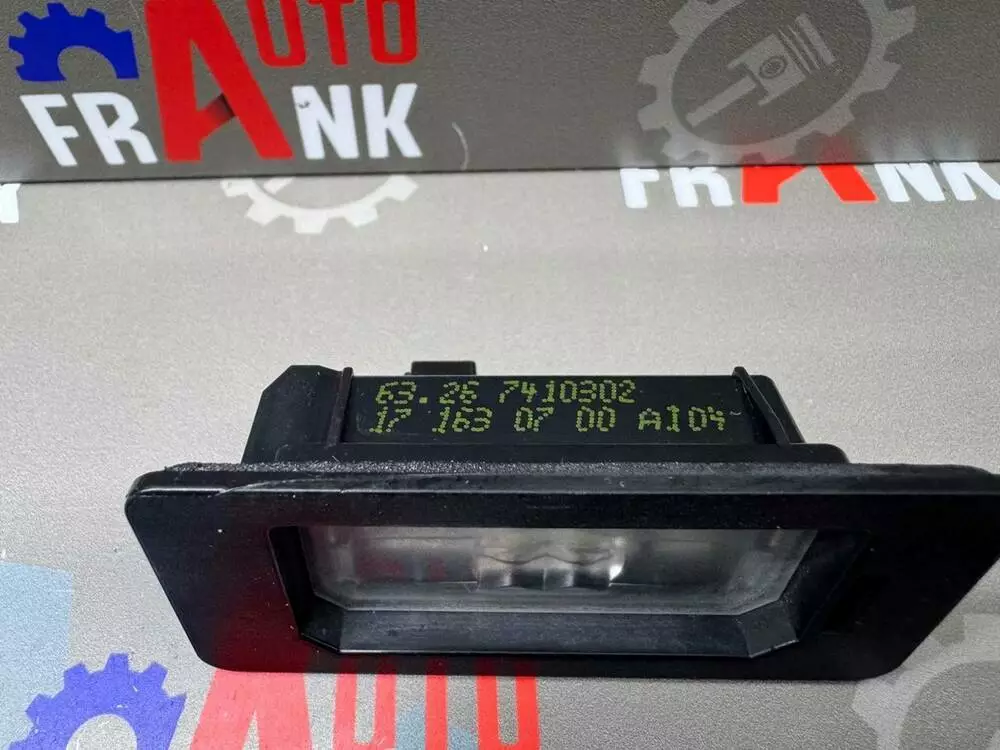 AUTO
FRANK
FRANK
63.26 7410302
17 163 07 00 A104
AUTO